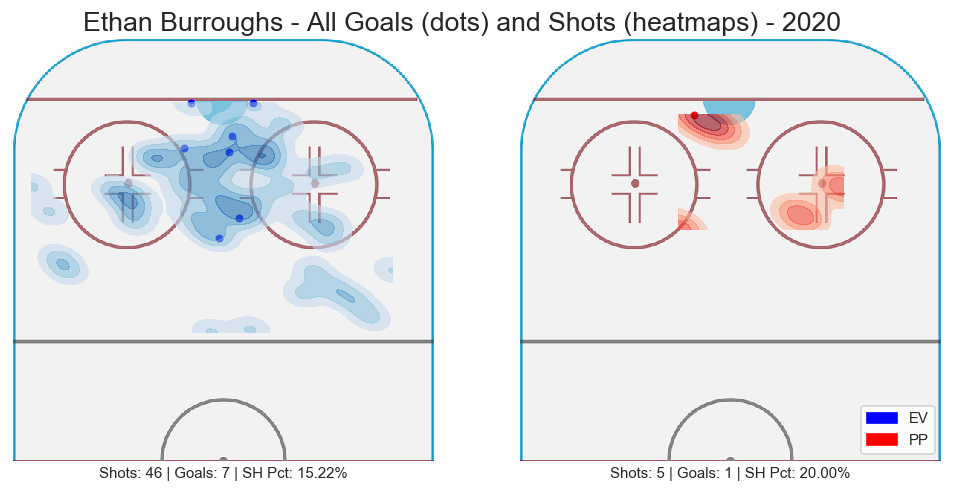 Ethan Burroughs - All Goals (dots) and Shots (heatmaps) - 2020
EV
PP
Shots: 46 | Goals: 7 | SH Pct: 15.22%
Shots: 5 | Goals: 1 | SH Pct: 20.00%